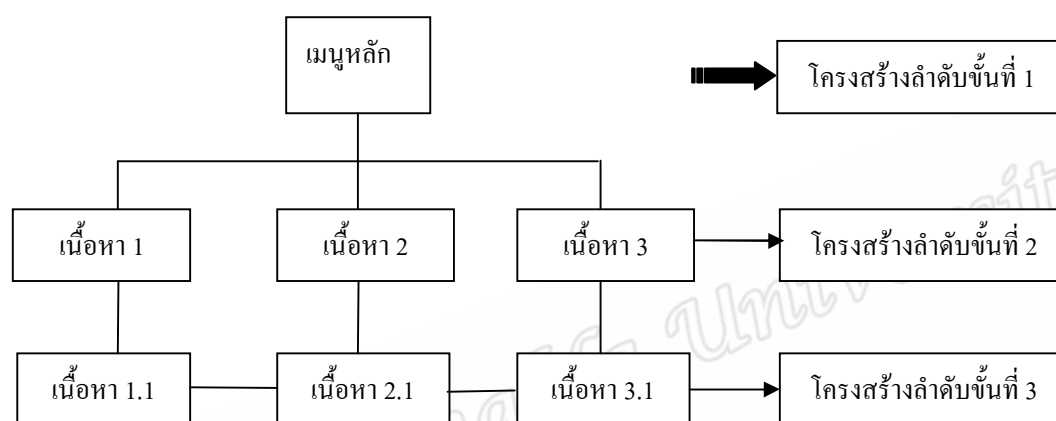 เมนูหลัก
โครงสร้างลำดับขั้นที่ 1
เนื้อหา 1
เนื้อหา 2
เนื้อหา 3
โครงสร้างลำดับขั้นที่ 2
เนื้อหา 1.1
เนื้อหา 2.1
เนื้อหา 3.1
โครงสร้างลำดับขั้นที่ 3